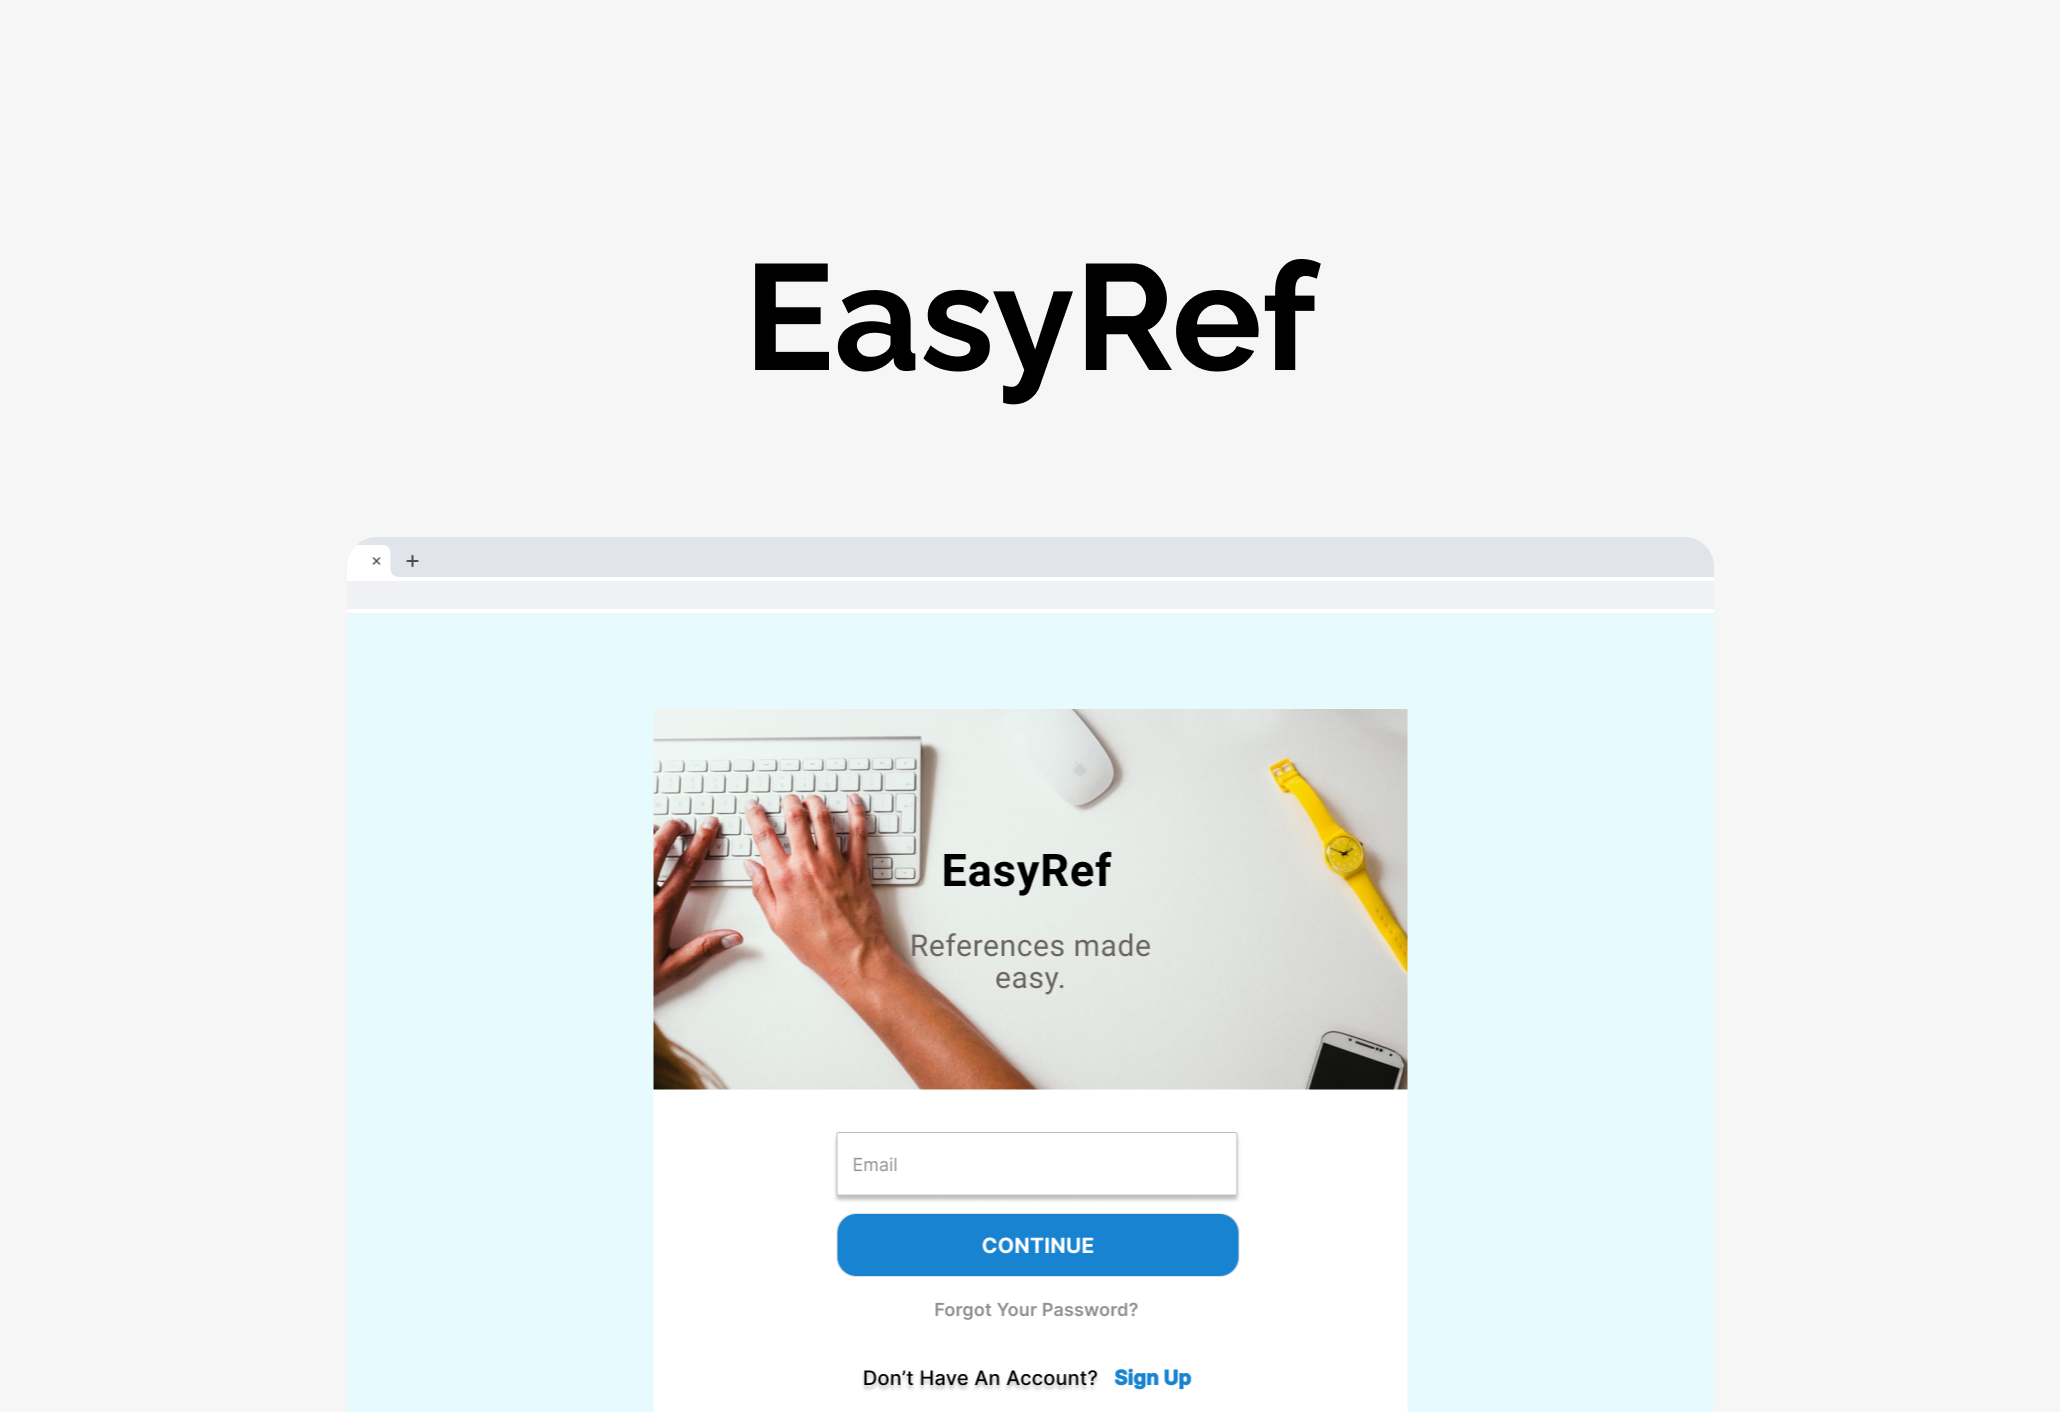 EasyRef
EasyRef
References made
easy.
Email
CONTINUE
Forgot Your Password?
Don’t Have An Account? Sign Up